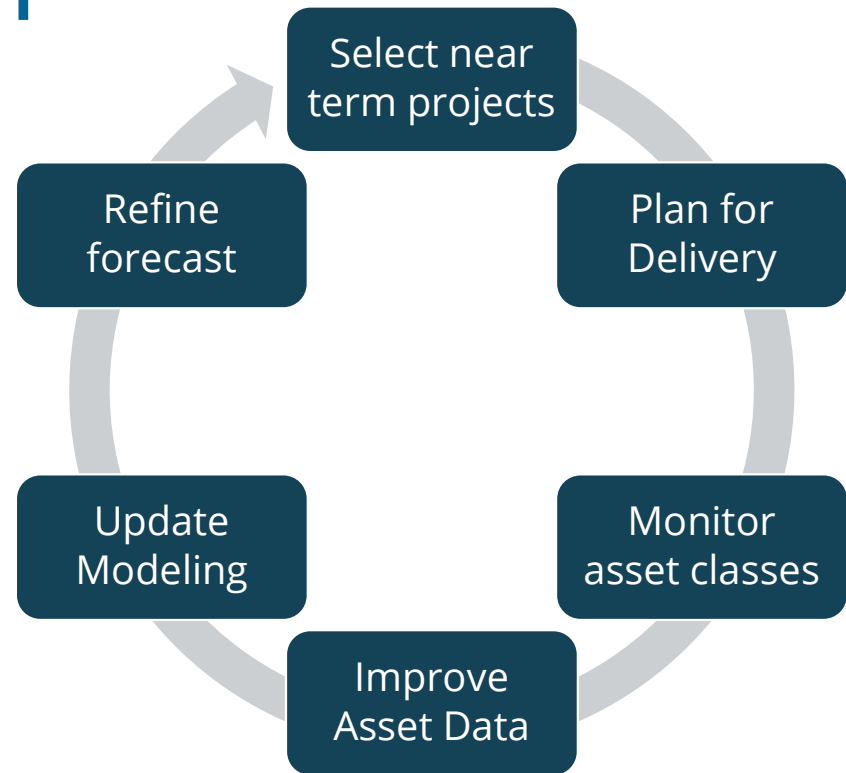 Select near
term projects
Plan for
Delivery
Monitor
asset classes
Improve
Asset Data
Update
Modeling
Refine
forecast